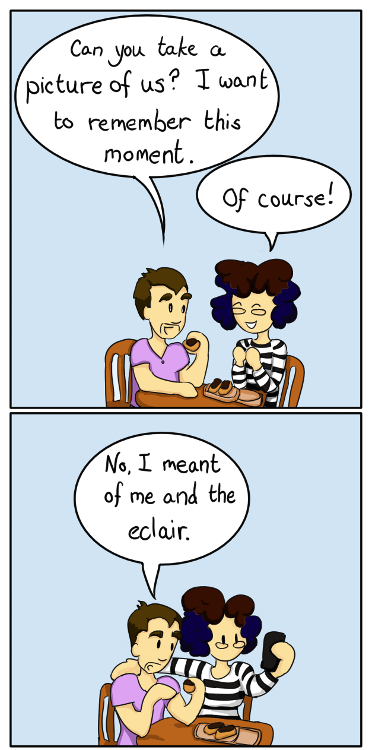 Can you take a
picture of us? I want
to remember this
moment.
Of course!
No, I meant
of me and the
eclair.